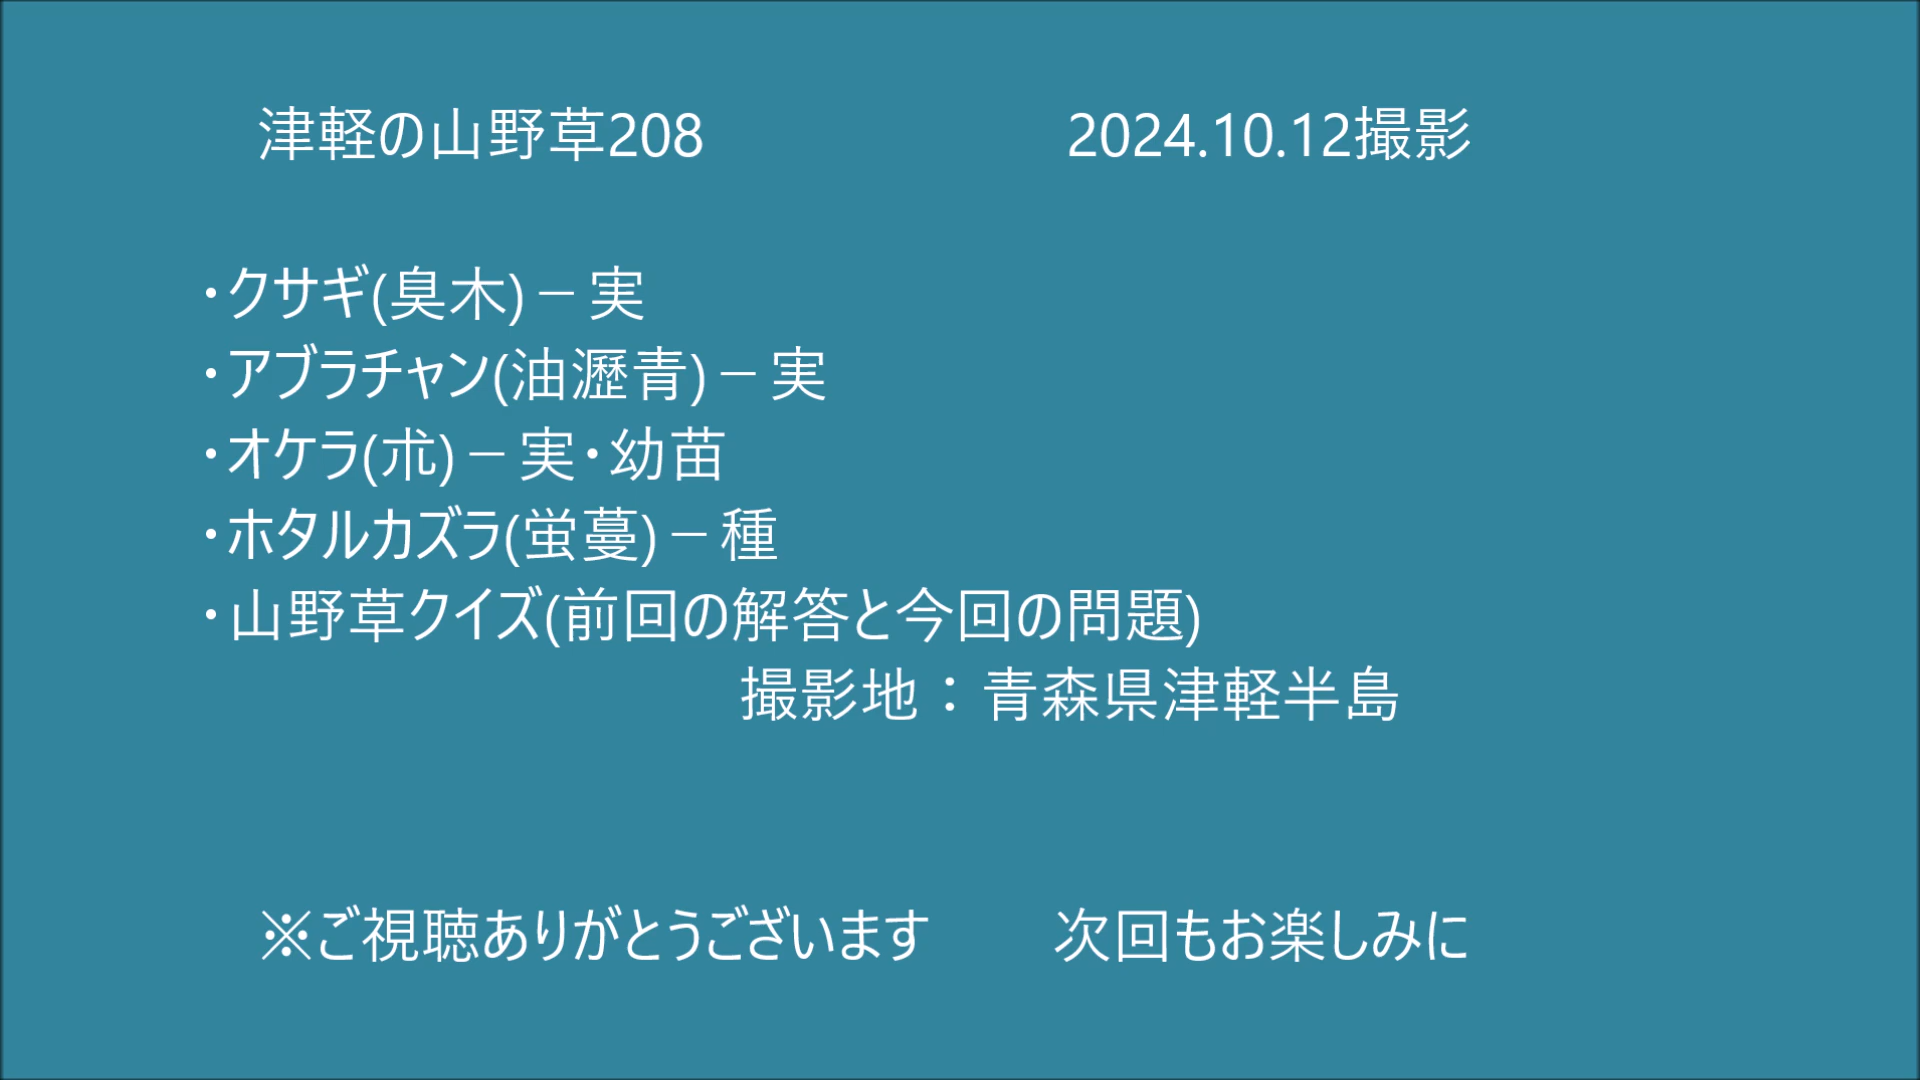 津軽の山野草208 2024.10.12撮影
・クサギ(臭木)－実
・アブラチャン(油瀝青)－実
・オケラ(朮)－実・幼苗
・ホタルカズラ(蛍蔓)－種
・山野草クイズ(前回の解答と今回の問題)
撮影地：青森県津軽半島
※ご視聴ありがとうございます 次回もお楽しみに